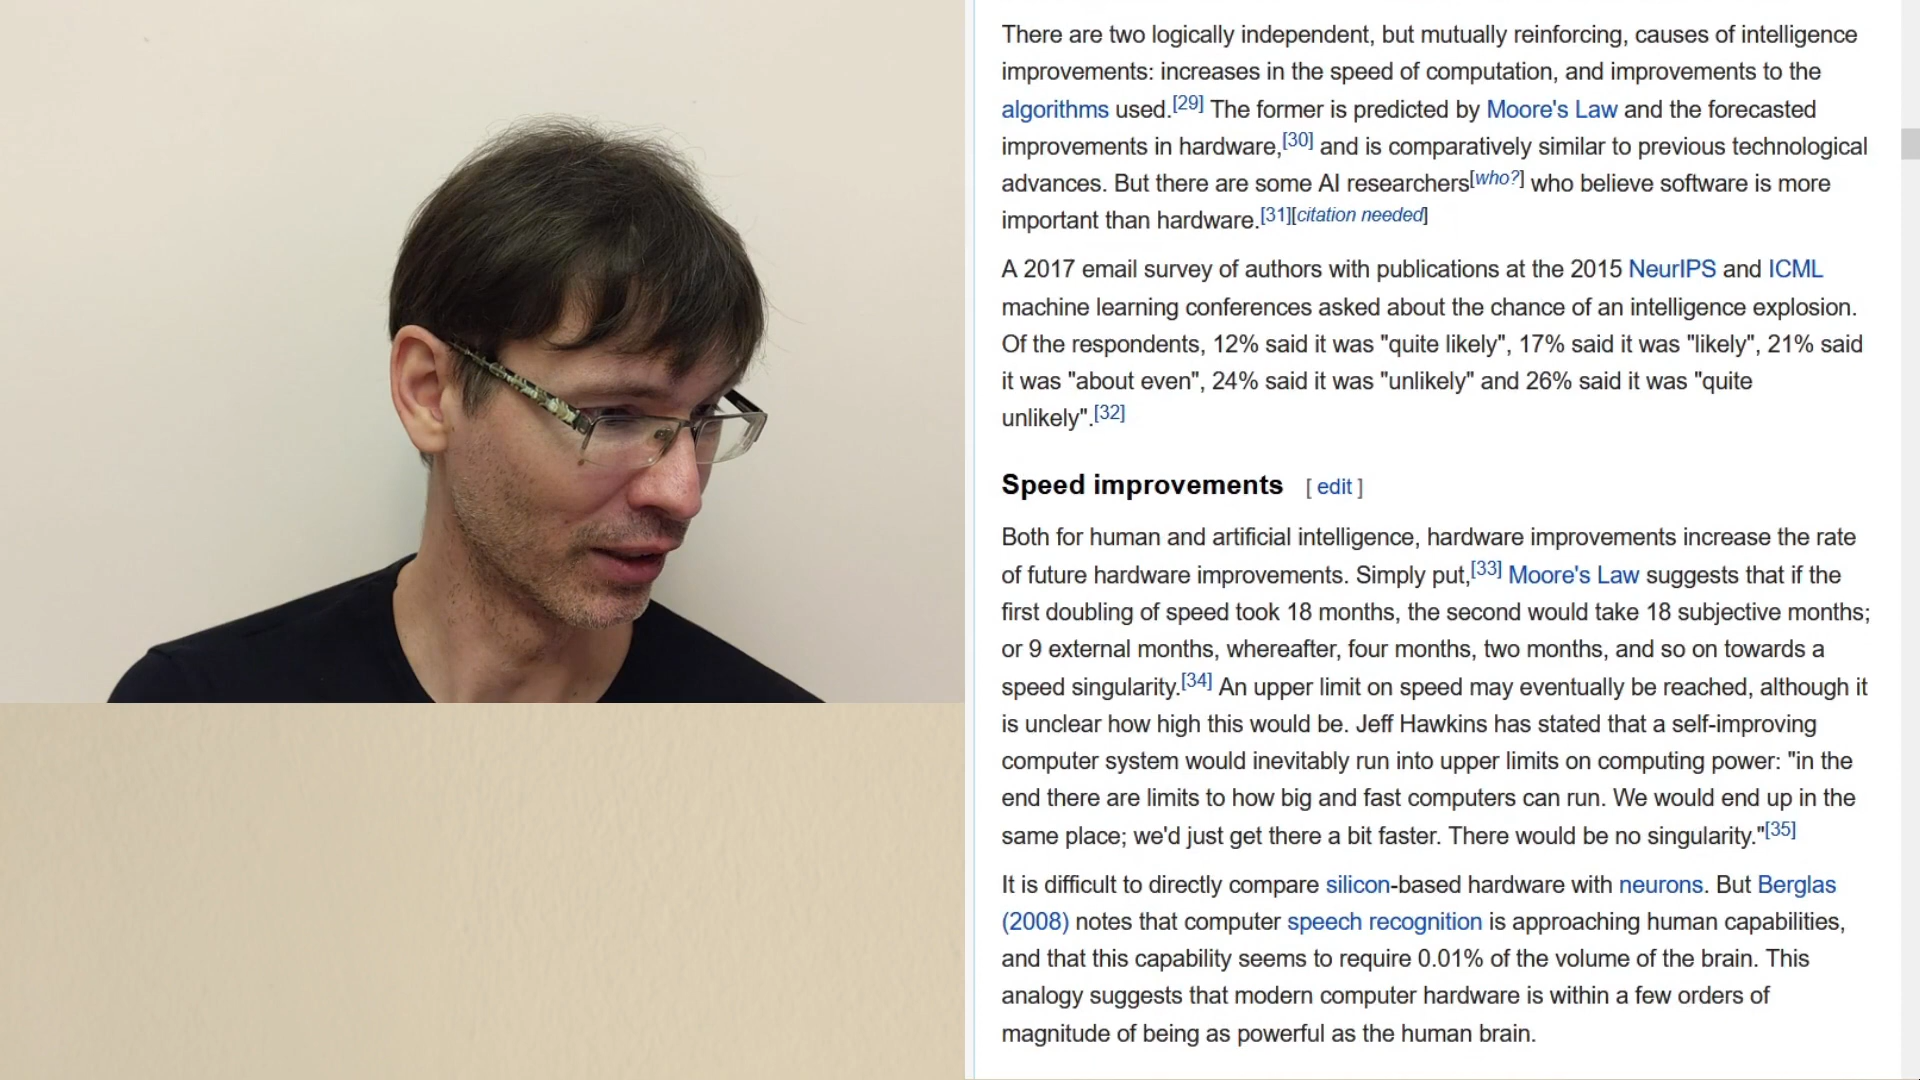 There are two logically independent, but mutually reinforcing, causes of intelligence
improvements: increases in the speed of computation, and improvements to the
algorithms used.[29] The former is predicted by Moore's Law and the forecasted
improvements in hardware,[30] and is comparatively similar to previous technological
advances. But there are some AI researchers[who?] who believe software is more
important than hardware.[31][citation needed]
A 2017 email survey of authors with publications at the 2015 NeurIPS and ICML
machine learning conferences asked about the chance of an intelligence explosion.
Of the respondents, 12% said it was "quite likely", 17% said it was "likely", 21% said
it was "about even", 24% said it was "unlikely" and 26% said it was "quite
unlikely".[32]
Speed improvements [ edit ]
Both for human and artificial intelligence, hardware improvements increase the rate
of future hardware improvements. Simply put,[33] Moore's Law suggests that if the
first doubling of speed took 18 months, the second would take 18 subjective months;
or 9 external months, whereafter, four months, two months, and so on towards a
speed singularity.[34] An upper limit on speed may eventually be reached, although it
is unclear how high this would be. Jeff Hawkins has stated that a self-improving
computer system would inevitably run into upper limits on computing power: "in the
end there are limits to how big and fast computers can run. We would end up in the
same place; we'd just get there a bit faster. There would be no singularity."[35]
It is difficult to directly compare silicon-based hardware with neurons. But Berglas
(2008) notes that computer speech recognition is approaching human capabilities,
and that this capability seems to require 0.01% of the volume of the brain. This
analogy suggests that modern computer hardware is within a few orders of
magnitude of being as powerful as the human brain.